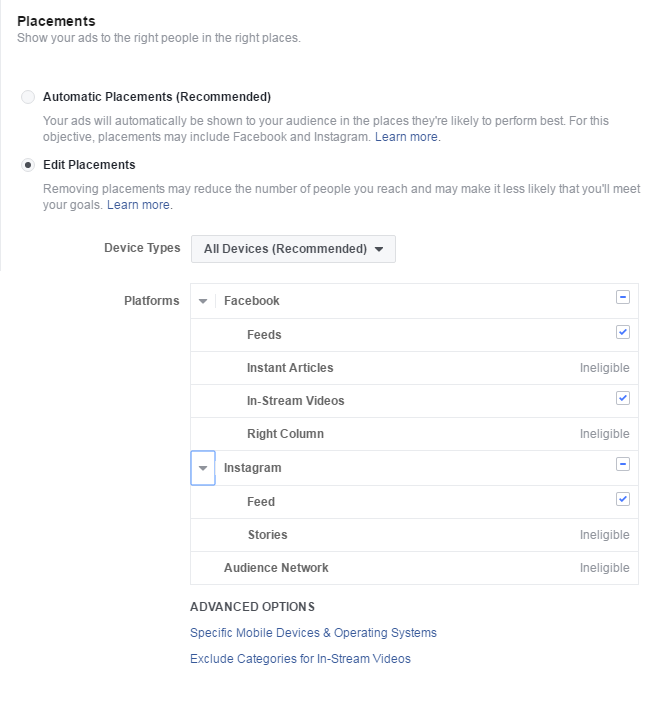 Placements
Show your ads to the right people in the right places.
Automatic Placements (Recommended)
Your ads will automatically be shown to your audience in the places they're likely to perform best. For this
objective, placements may include Facebook and Instagram. Learn more.
Edit Placements
Removing placements may reduce the number of people you reach and may make it less likely that you'll meet
your goals. Learn more.
Device Types All Devices (Recommended)
Platforms Facebook
Feeds
Instant Articles Ineligible
In-Stream Videos
Right Column Ineligible
Instagram
Feed
Stories Ineligible
Audience Network Ineligible
ADVANCED OPTIONS
Specific Mobile Devices & Operating Systems
Exclude Categories for In-Stream Videos